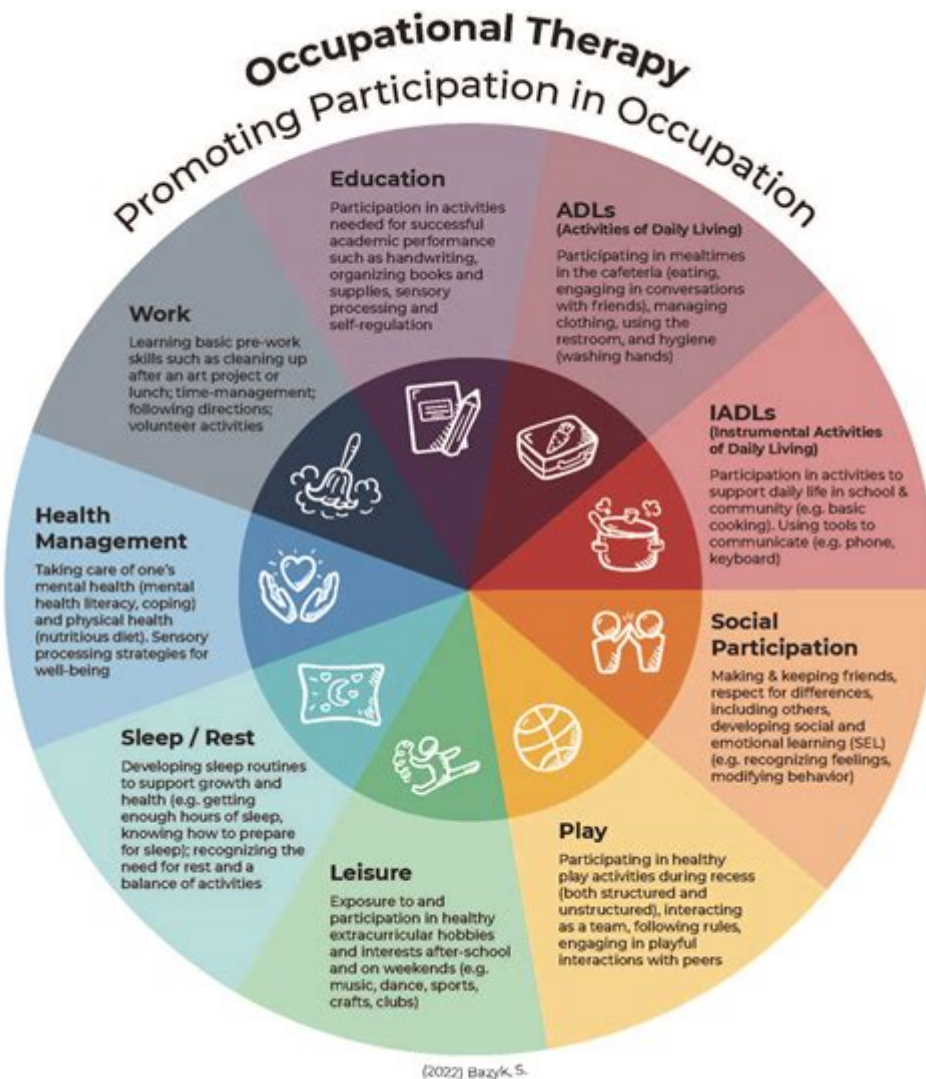 Occupational Therapy
Promoting Participation in Occupation
Education
Participation in activities
needed for successful
academic performance
such as handwriting,
organizing books and
supplies, sensory
processing and
self-regulation
ADLs
(Activities of Daily Living)
Participating in mealtimes
in the cafeteria (eating,
engaging in conversations
with friends), managing
clothing, using the
restroom, and hygiene
(washing hands)
IADLs
(Instrumental Activities
of Daily Living)
Participation in activities to
support daily life in school &
community (e.g. basic
cooking). Using tools to
communicate (e.g. phone,
keyboard)
Social
Participation
Making & keeping friends,
respect for differences,
including others,
developing social and
emotional learning (SEL)
(e.g. recognizing feelings,
modifying behavior)
Play
Participating in healthy
play activities during recess
(both structured and
unstructured), interacting
as a team, following rules,
engaging in playful
interactions with peers
Leisure
Exposure to and
participation in healthy
extracurricular hobbies
and interests after-school
and on weekends (e.g.
music, dance, sports,
crafts, clubs)
Sleep / Rest
Developing sleep routines
to support growth and
health (e.g. getting
enough hours of sleep,
knowing how to prepare
for sleep); recognizing the
need for rest and a
balance of activities
Health
Management
Taking care of one's
mental health (mental
health literacy, coping)
and physical health
(nutritious diet). Sensory
processing strategies for
well-being
Work
Learning basic pre-work
skills such as cleaning up
after an art project or
lunch; time-management;
following directions;
volunteer activities
(2022) Bazyk, S.